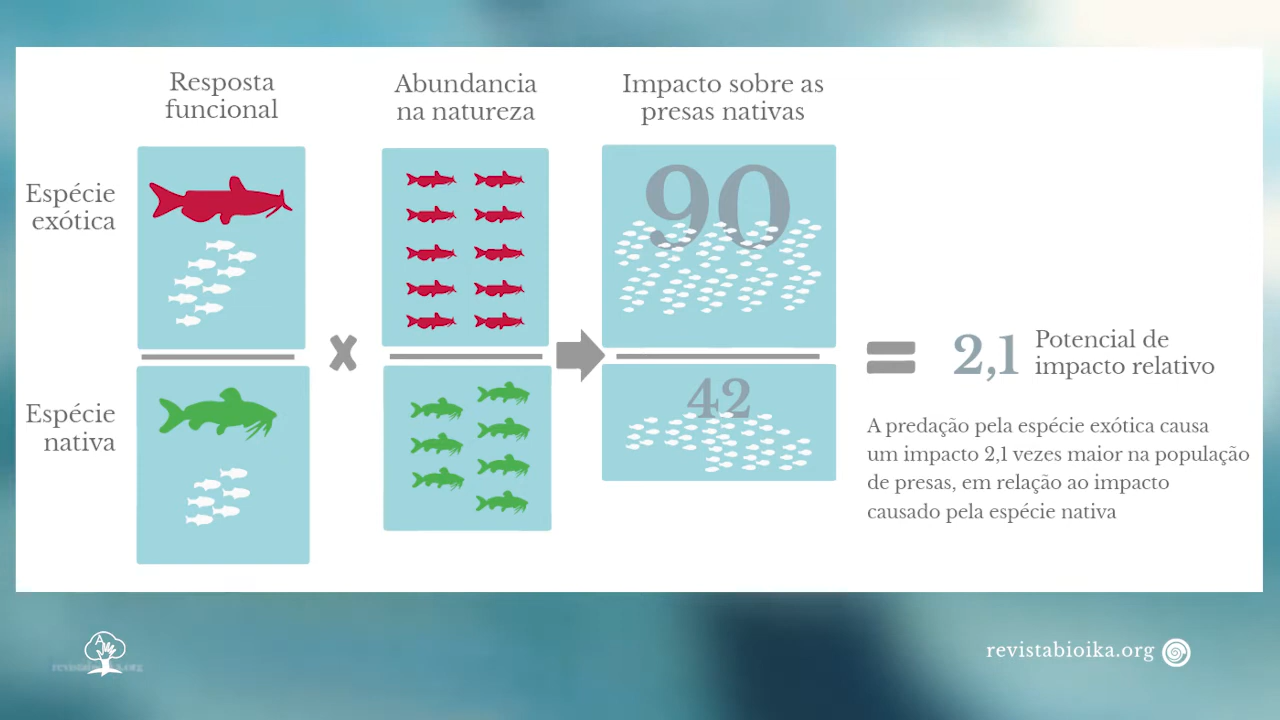 Resposta
funcional
Abundancia
na natureza
Impacto sobre as
presas nativas
Espécie
exótica
90
Espécie
nativa
42
2,1
Potencial de
impacto relativo
A predação pela espécie exótica causa
um impacto 2,1 vezes maior na população
de presas, em relação ao impacto
causado pela espécie nativa
revistabioika.org